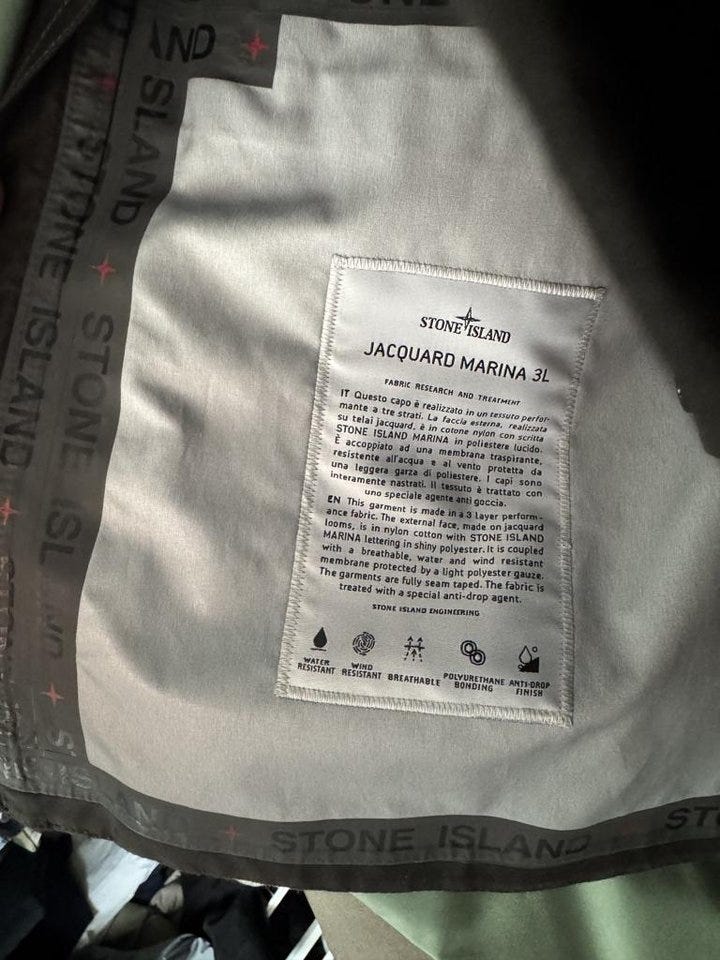 ONE
AND
ISLAND
STONE ISLAND
STONE ISL
STONE ISLAND
JACQUARD MARINA 3L
FABRIC RESEARCH AND TREATMENT
IT Questo capo è realizzato in un tessuto perfor-
mante a tre strati. La faccia esterna, realizzata
su telai jacquard, è in cotone nylon con scritta
STONE ISLAND MARINA in poliestere lucido.
È accoppiato ad una membrana traspirante,
resistente all'acqua e al vento protetta da
una leggera garza di poliestere. I capi sono
interamente nastrati. Il tessuto è trattato con
uno speciale agente anti goccia.
EN This garment is made in a 3 layer perform-
ance fabric. The external face, made on jacquard
looms, is in nylon cotton with STONE ISLAND
MARINA lettering in shiny polyester. It is coupled
with a breathable, water and wind resistant
membrane protected by a light polyester gauze.
The garments are fully seam taped. The fabric is
treated with a special anti-drop agent.
STONE ISLAND ENGINEERING
WATER RESISTANT
WIND RESISTANT
BREATHABLE
POLYURETHANE BONDING
ANTI-DROP FINISH
STONE ISLAND
ST